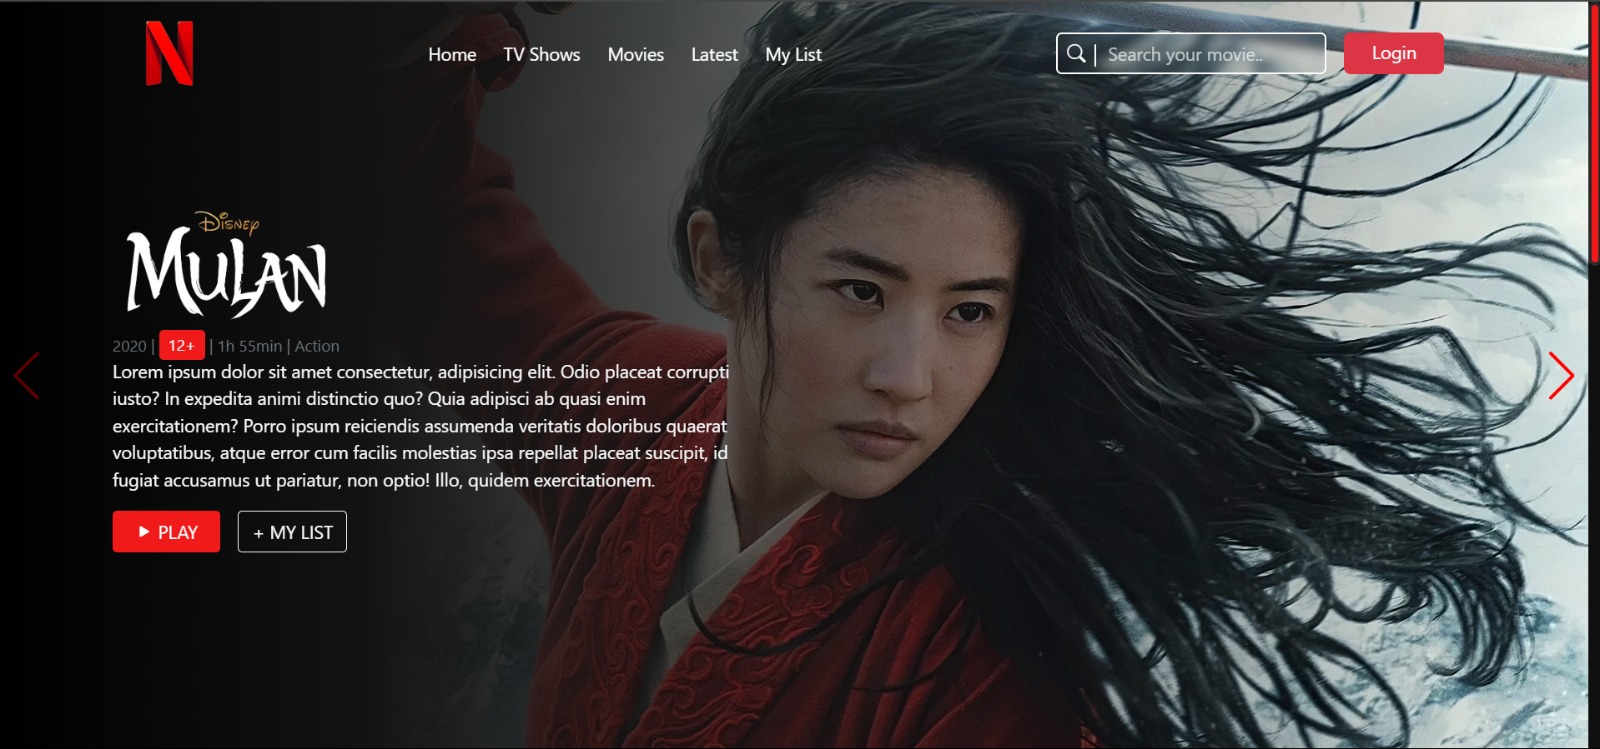 N
Home TV Shows Movies Latest My List
Search your movie..
Login
Disney
MULAN
2020 | 12+ | 1h 55min | Action
Lorem ipsum dolor sit amet consectetur, adipisicing elit. Odio placeat corrupti
iusto? In expedita animi distinctio quo? Quia adipisci ab quasi enim
exercitationem? Porro ipsum reiciendis assumenda veritatis doloribus quaerat
voluptatibus, atque error cum facilis molestias ipsa repellat placeat suscipit, id
fugiat accusamus ut pariatur, non optio! Illo, quidem exercitationem.
PLAY
+ MY LIST